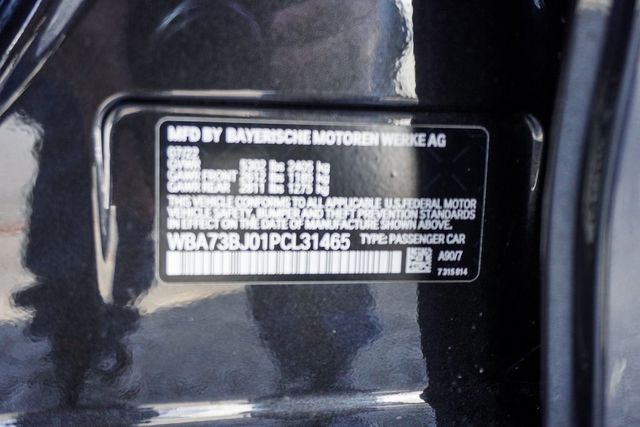 MFD BY BAYERISCHE MOTOREN WERKE AG
07/22
GVWR 5302 lbs 2405 kg
GAWR FRONT lbs kg
GAWR REAR 2811 lbs 1275 kg
THIS VEHICLE CONFORMS TO ALL APPLICABLE U.S. FEDERAL MOTOR
VEHICLE SAFETY, BUMPER, AND THEFT PREVENTION STANDARDS
IN EFFECT ON THE DATE OF MANUFACTURE SHOWN ABOVE.
WBA73BJ01PCL31465 TYPE: PASSENGER CAR
A90/7
7 315 814